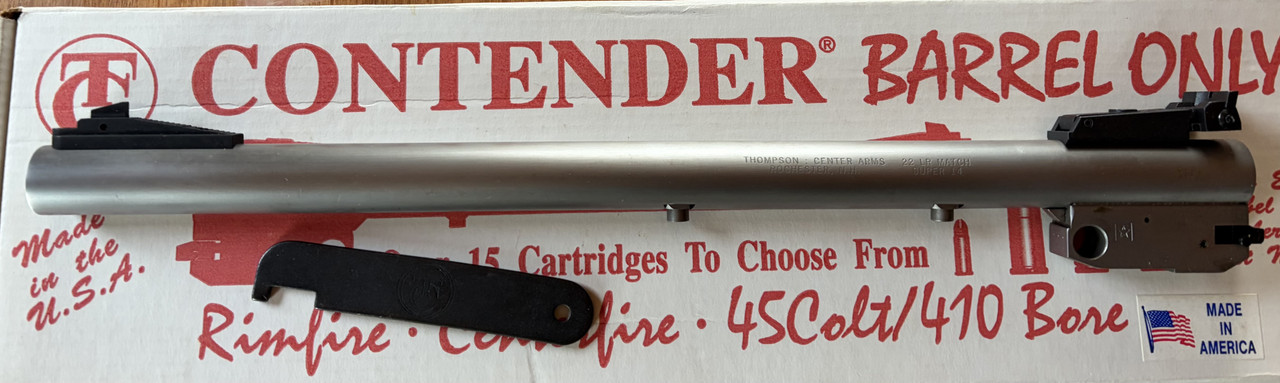 TC CONTENDER® BARREL ONLY
THOMPSON CENTER ARMS 22 LR MATCH
ROCHESTER, N.H. SUPER 14
Made
in the
U.S.A.
15 Cartridges To Choose From
Rimfire · Centerfire · 45Colt/410 Bore
MADE
IN
AMERICA